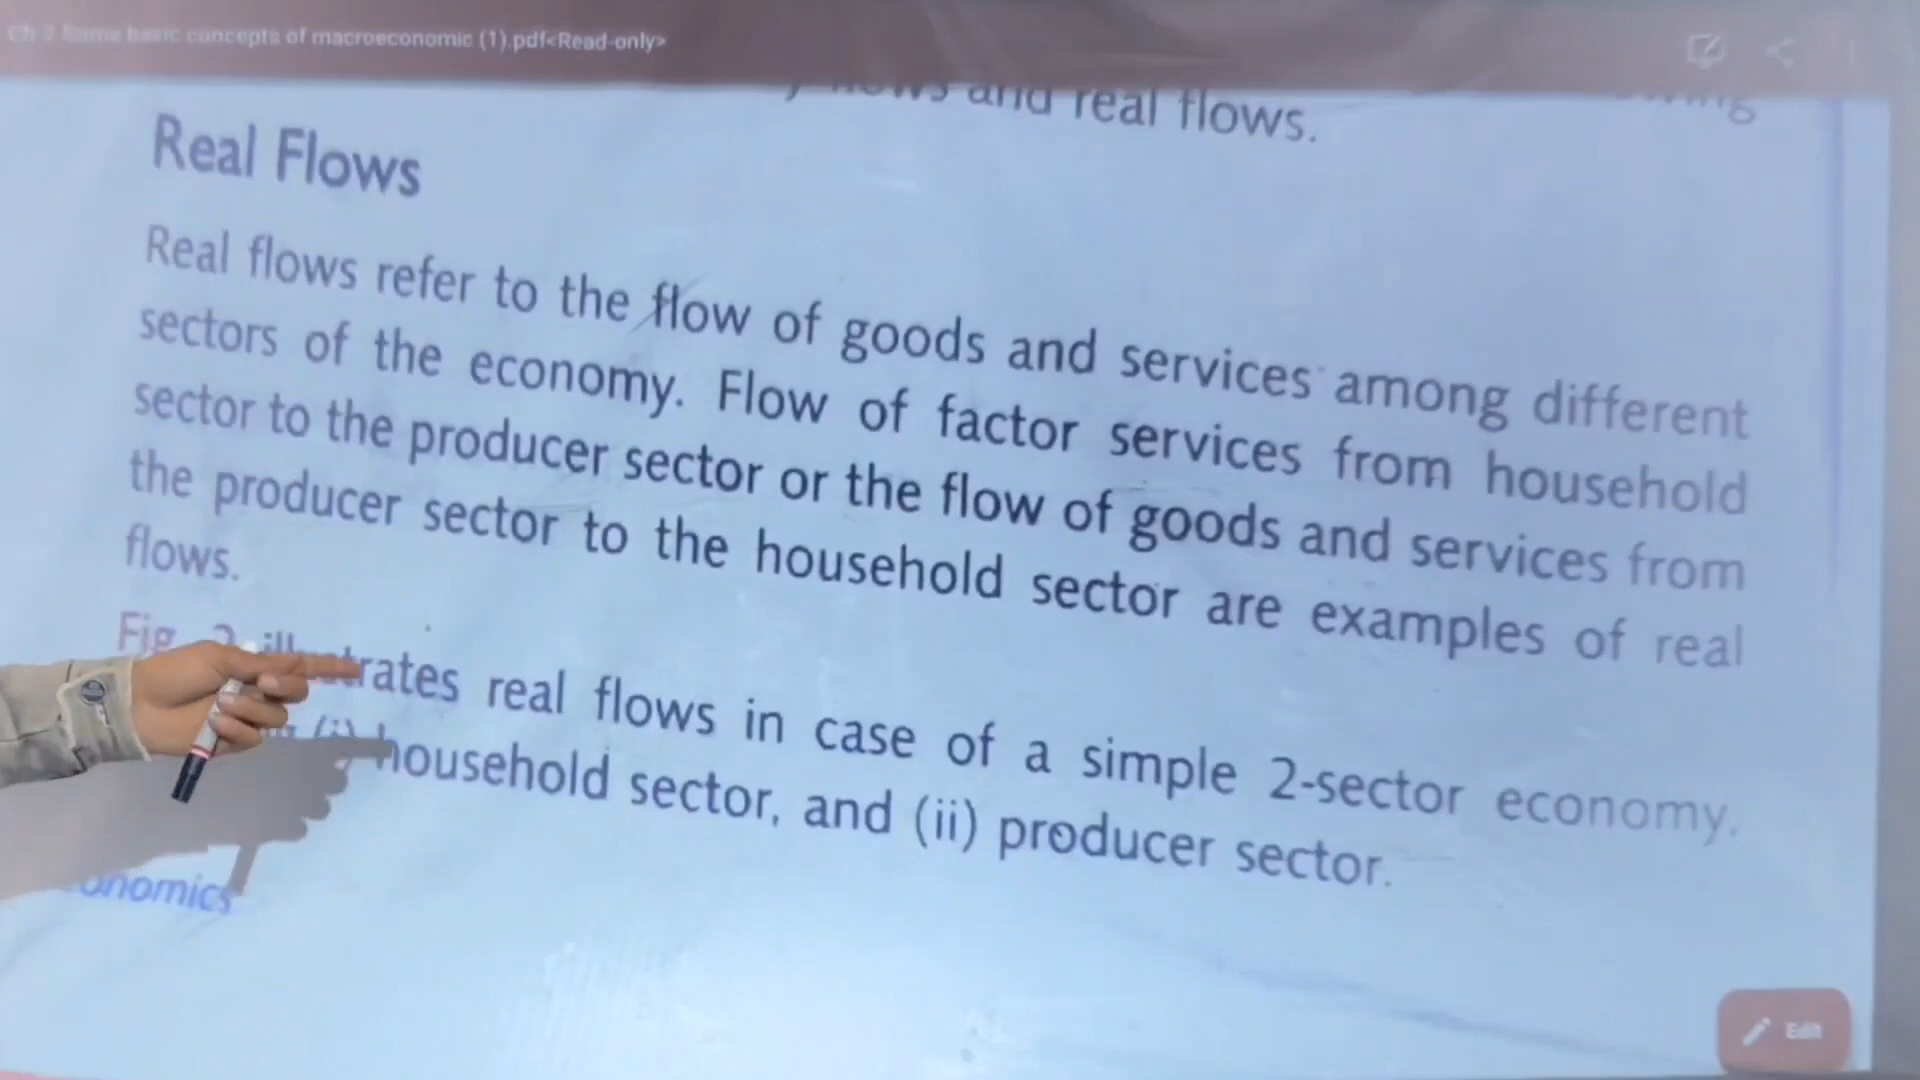 basic concepts of macroeconomic (1).pdf<Read-only>
flows and real flows.
Real Flows
Real flows refer to the flow of goods and services among different
sectors of the economy. Flow of factor services from household
sector to the producer sector or the flow of goods and services from
the producer sector to the household sector are examples of real
flows.
Fig. 2 illustrates real flows in case of a simple 2-sector economy,
(i) household sector, and (ii) producer sector.
onomics
Edit